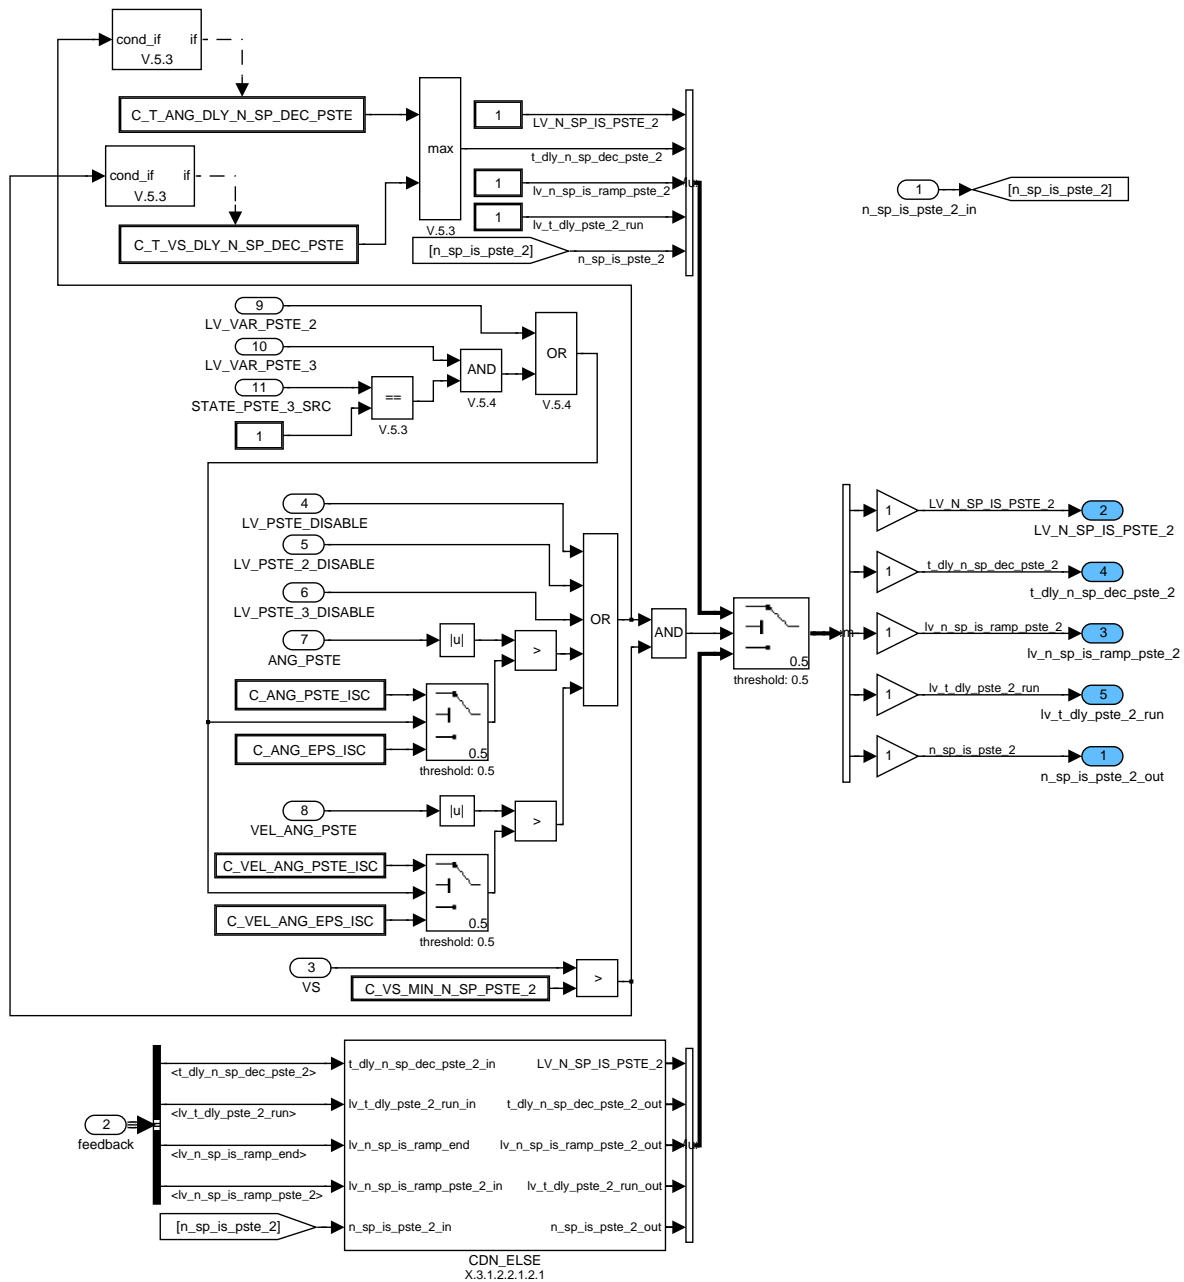 cond_if if
V.5.3
C_T_ANG_DLY_N_SP_DEC_PSTE
cond_if if
V.5.3
C_T_VS_DLY_N_SP_DEC_PSTE
max
V.5.3
1
LV_N_SP_IS_PSTE_2
t_dly_n_sp_dec_pste_2
1
lv_n_sp_is_ramp_pste_2
1
lv_t_dly_pste_2_run
[n_sp_is_pste_2]
n_sp_is_pste_2
1
n_sp_is_pste_2_in
[n_sp_is_pste_2]
9
LV_VAR_PSTE_2
10
LV_VAR_PSTE_3
11
STATE_PSTE_3_SRC
1
==
V.5.3
AND
V.5.4
OR
V.5.4
4
LV_PSTE_DISABLE
5
LV_PSTE_2_DISABLE
6
LV_PSTE_3_DISABLE
7
ANG_PSTE
|u|
>
C_ANG_PSTE_ISC
C_ANG_EPS_ISC
0.5
threshold: 0.5
OR
AND
0.5
threshold: 0.5
8
VEL_ANG_PSTE
|u|
>
C_VEL_ANG_PSTE_ISC
C_VEL_ANG_EPS_ISC
0.5
threshold: 0.5
3
VS
C_VS_MIN_N_SP_PSTE_2
>
1
LV_N_SP_IS_PSTE_2
2
LV_N_SP_IS_PSTE_2
1
t_dly_n_sp_dec_pste_2
4
t_dly_n_sp_dec_pste_2
1
lv_n_sp_is_ramp_pste_2
3
lv_n_sp_is_ramp_pste_2
1
lv_t_dly_pste_2_run
5
lv_t_dly_pste_2_run
1
n_sp_is_pste_2
1
n_sp_is_pste_2_out
2
feedback
<t_dly_n_sp_dec_pste_2>
<lv_t_dly_pste_2_run>
<lv_n_sp_is_ramp_end>
<lv_n_sp_is_ramp_pste_2>
[n_sp_is_pste_2]
t_dly_n_sp_dec_pste_2_in LV_N_SP_IS_PSTE_2
lv_t_dly_pste_2_run_in t_dly_n_sp_dec_pste_2_out
lv_n_sp_is_ramp_end lv_n_sp_is_ramp_pste_2_out
lv_n_sp_is_ramp_pste_2_in lv_t_dly_pste_2_run_out
n_sp_is_pste_2_in n_sp_is_pste_2_out
CDN_ELSE
X.3.1.2.2.1.2.1